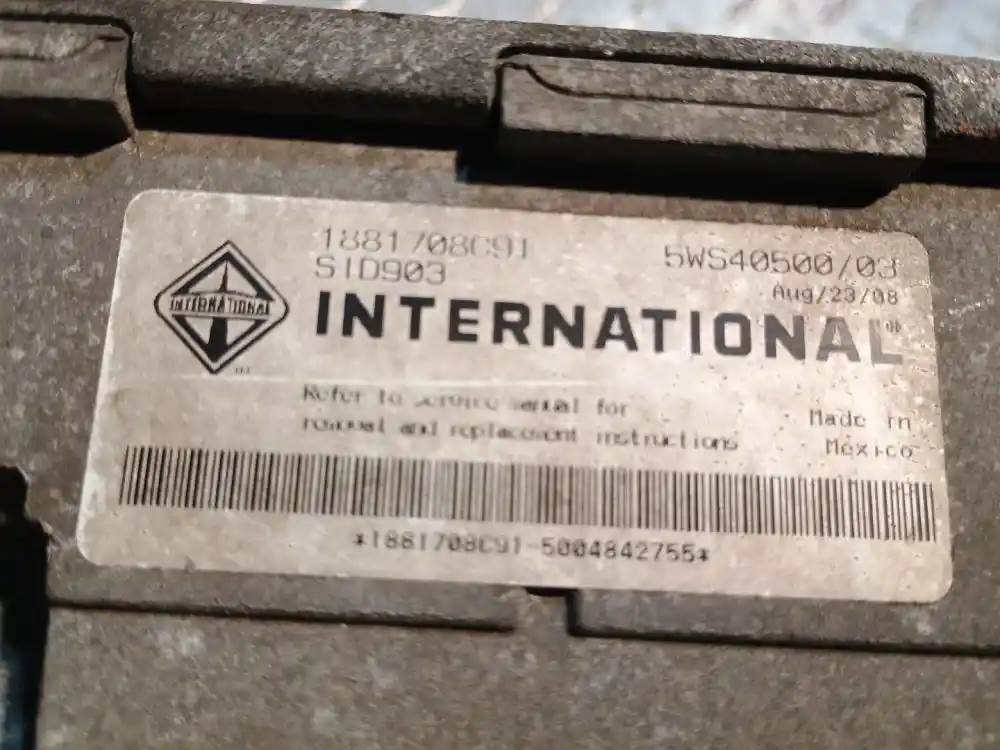 1881708C91
5WS40500/03
SID903
Aug/23/08
INTERNATIONAL
INTERNATIONAL®
Refer to service manual for
removal and replacement instructions
Made in
México
*1881708C91-5004842755*